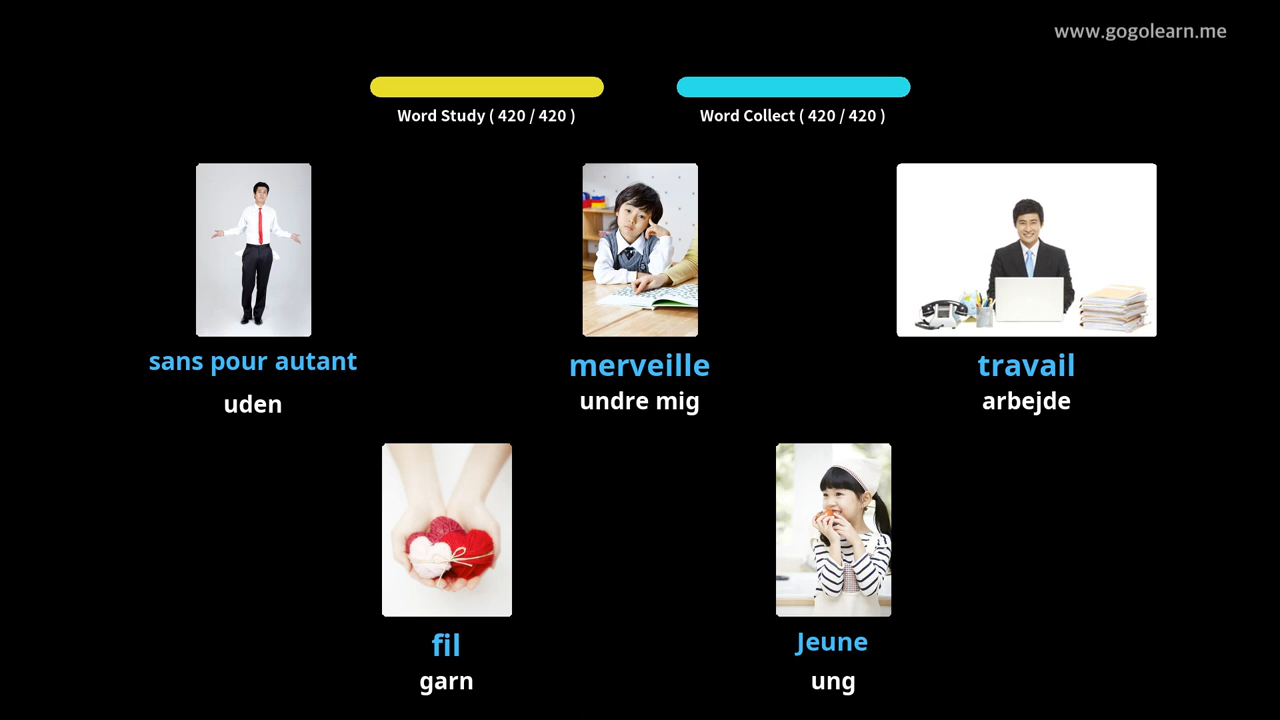 www.gogolearn.me
Word Study ( 420 / 420 )
Word Collect ( 420 / 420 )
sans pour autant
uden
merveille
undre mig
travail
arbejde
fil
garn
Jeune
ung